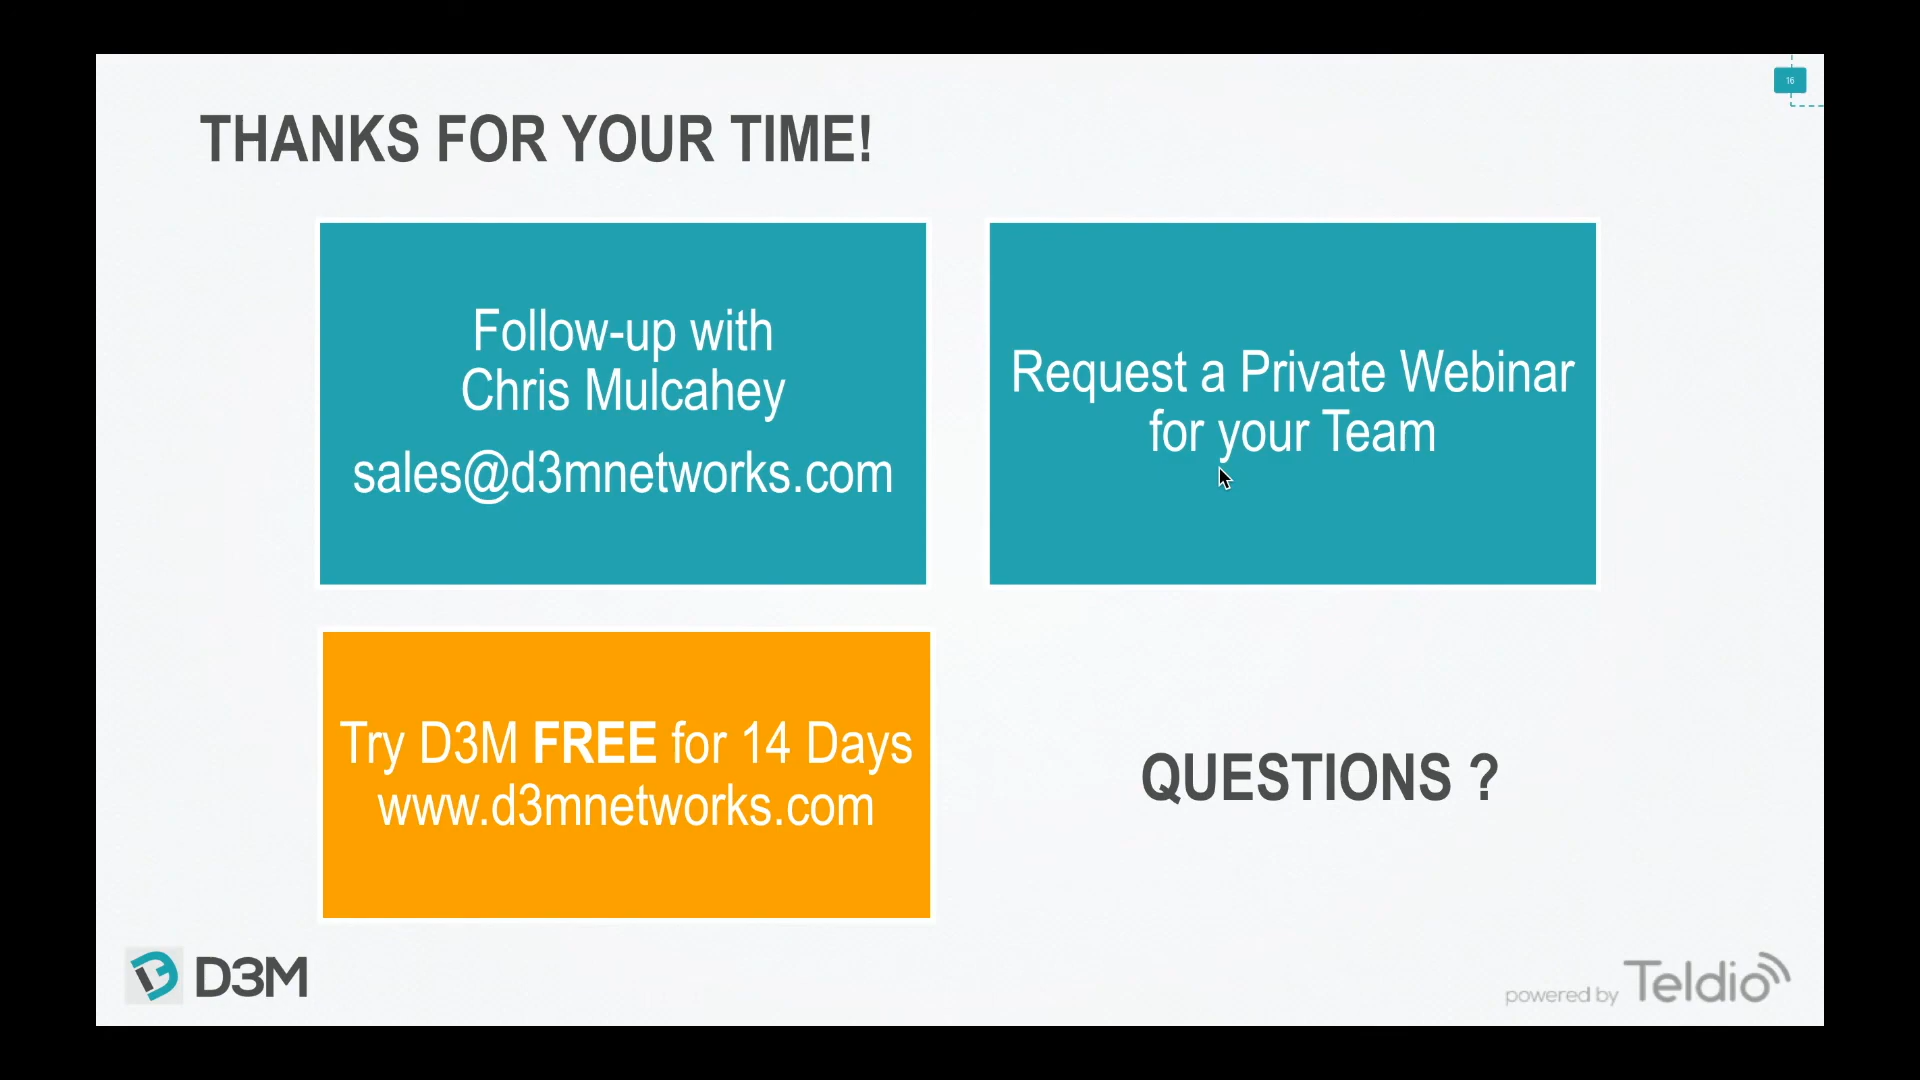 16
THANKS FOR YOUR TIME!
Follow-up with
Chris Mulcahey
sales@d3mnetworks.com
Request a Private Webinar
for your Team
Try D3M FREE for 14 Days
www.d3mnetworks.com
QUESTIONS ?
D3M
powered by Teldio